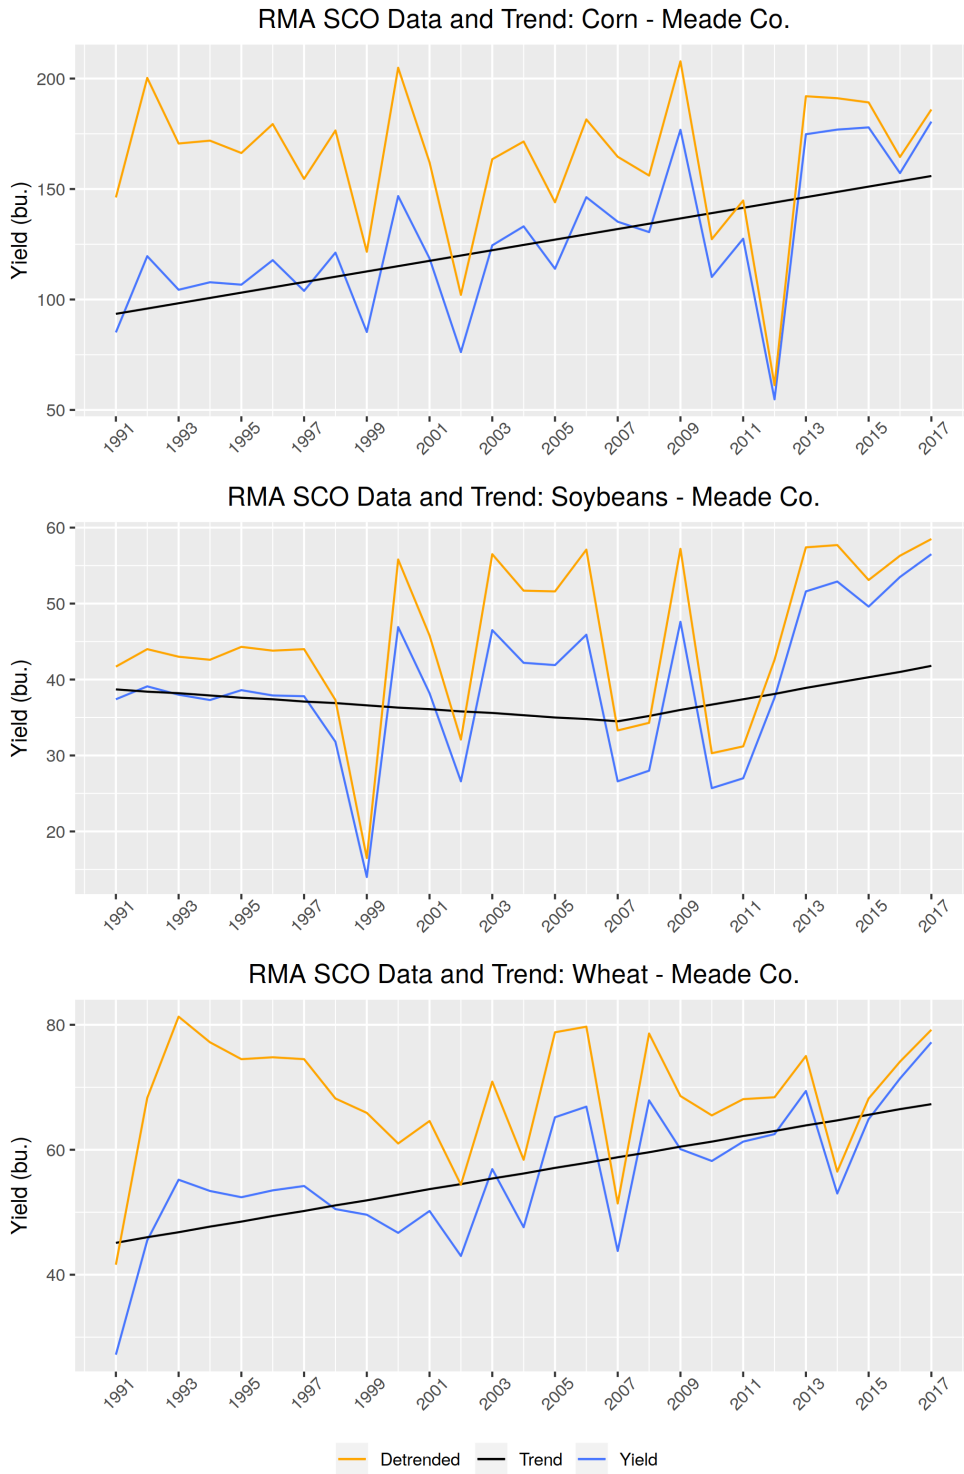 RMA SCO Data and Trend: Corn - Meade Co.
Yield (bu.)
200
150
100
50
1991 1993 1995 1997 1999 2001 2003 2005 2007 2009 2011 2013 2015 2017
RMA SCO Data and Trend: Soybeans - Meade Co.
Yield (bu.)
60
50
40
30
20
1991 1993 1995 1997 1999 2001 2003 2005 2007 2009 2011 2013 2015 2017
RMA SCO Data and Trend: Wheat - Meade Co.
Yield (bu.)
80
60
40
1991 1993 1995 1997 1999 2001 2003 2005 2007 2009 2011 2013 2015 2017
Detrended Trend Yield